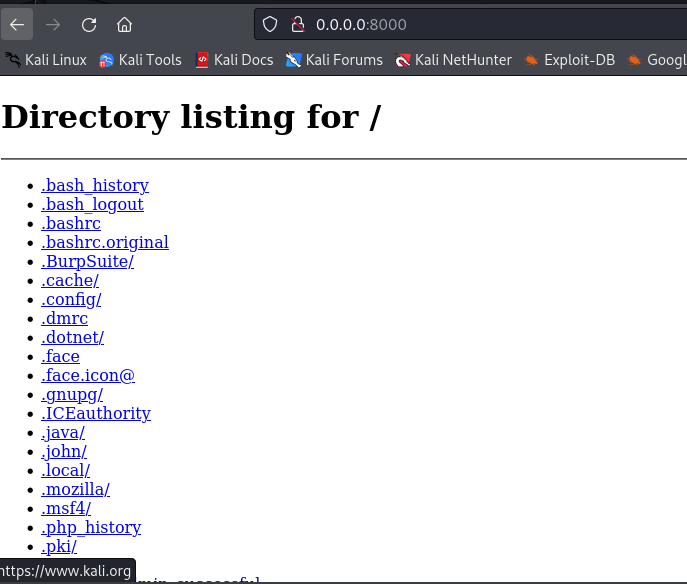 0.0.0.0:8000
Kali Linux Kali Tools Kali Docs Kali Forums Kali NetHunter Exploit-DB Googl
Directory listing for /
.bash_history
.bash_logout
.bashrc
.bashrc.original
.BurpSuite/
.cache/
.config/
.dmrc
.dotnet/
.face
.face.icon@
.gnupg/
.ICEauthority
.java/
.john/
.local/
.mozilla/
.msf4/
.php_history
.pki/
https://www.kali.org